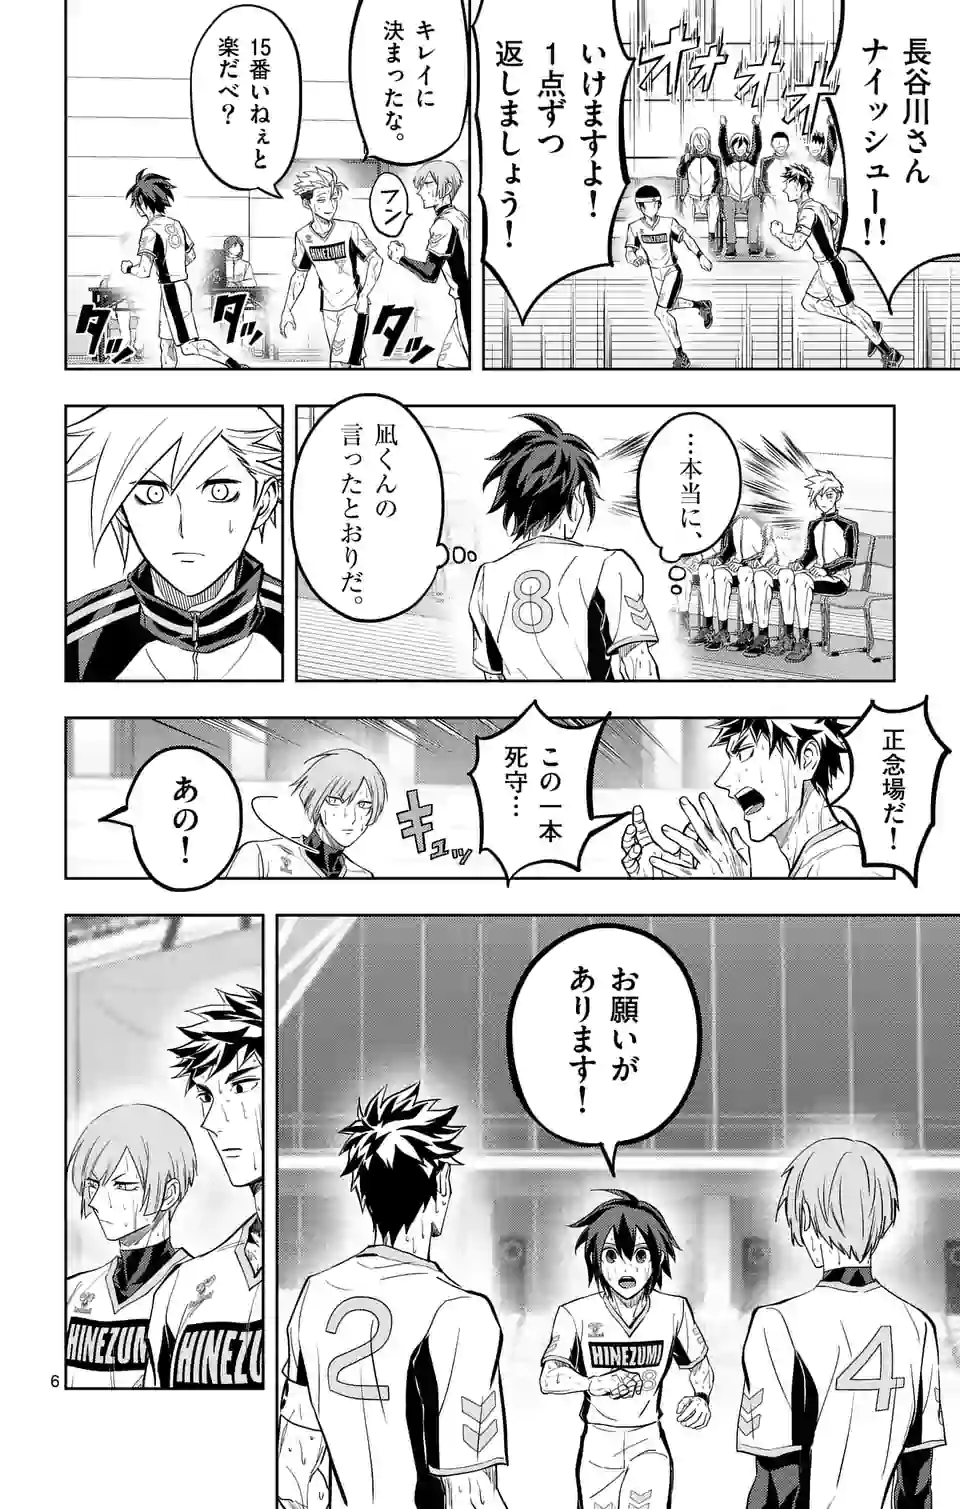 長谷川さん
ナイッシュー!!
オォオオオ
いけますよ!
1点ずつ
返しましょう!
キレイに
決まったな。
フン
15番いねぇと
楽だべ?
8
HINEZUMI
タッ
タッ
…本当に、
凪くんの
言ったとおりだ。
8
正念場だ!
この一本
死守…
キュッ
あの!
お願いが
あります!
2
HINEZUMI
8
4
HINEZUM
HINEZU
6